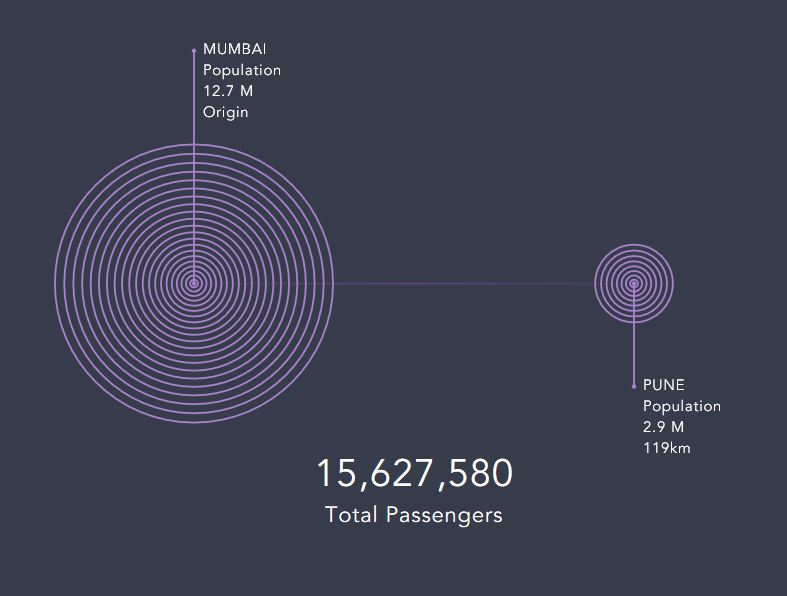 MUMBAI
Population
12.7 M
Origin
PUNE
Population
2.9 M
119km
15,627,580
Total Passengers